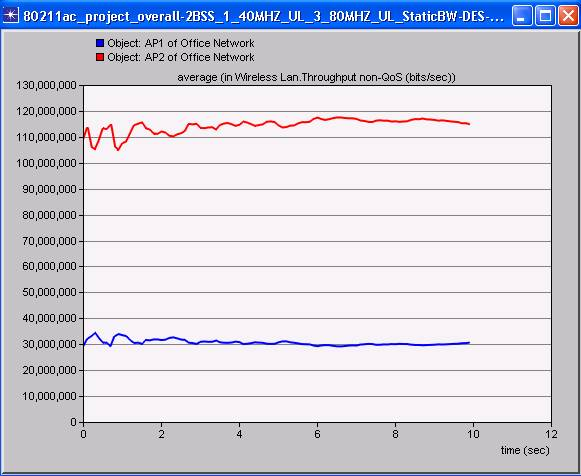 80211ac_project_overall-2BSS_1_40MHZ_UL_3_80MHZ_UL_StaticBW-DES-...
Object: AP1 of Office Network
Object: AP2 of Office Network
average (in Wireless Lan.Throughput non-QoS (bits/sec))
130,000,000
120,000,000
110,000,000
100,000,000
90,000,000
80,000,000
70,000,000
60,000,000
50,000,000
40,000,000
30,000,000
20,000,000
10,000,000
0
0 2 4 6 8 10 12
time (sec)